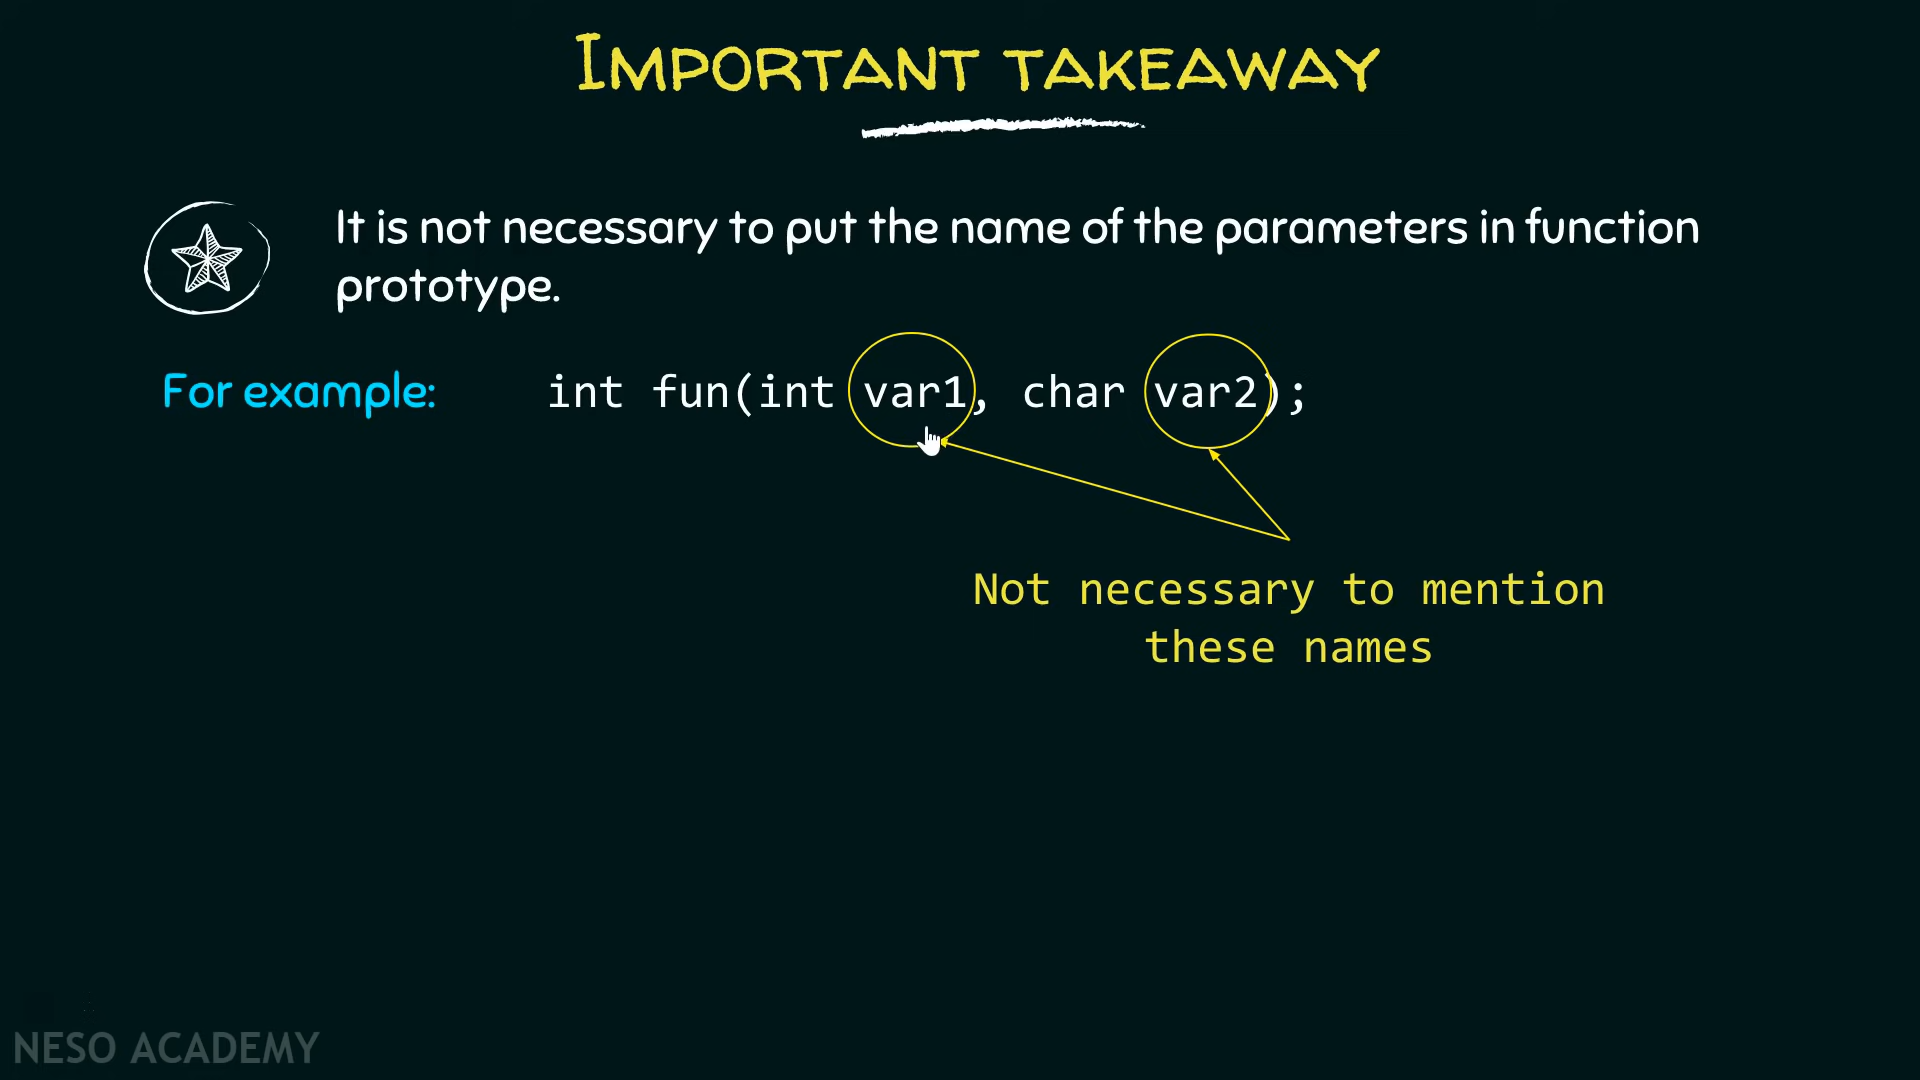 Important takeaway
It is not necessary to put the name of the parameters in function
prototype.
For example: int fun(int var1, char var2);
Not necessary to mention
these names
NESO ACADEMY